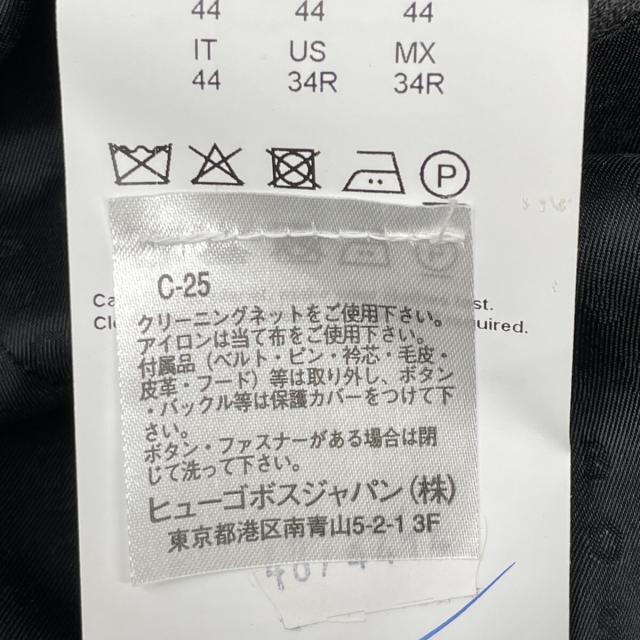 44 44 44
IT US MX
44 34R 34R
P
C-25
クリーニングネットをご使用下さい。
アイロンは当て布をご使用下さい。
付属品（ベルト・ピン・衿芯・毛皮・
皮革・フード）等は取り外し、ボタン
・バックル等は保護カバーをつけて下
さい。
ボタン・ファスナーがある場合は閉
じて洗って下さい。
ヒューゴボスジャパン（株）
東京都港区南青山5-2-1 3F